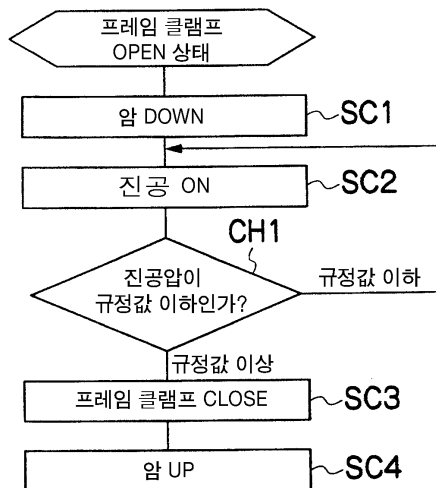 프레임 클램프
OPEN 상태
암 DOWN
SC1
진공 ON
SC2
CH1
진공압이
규정값 이하인가?
규정값 이하
규정값 이상
프레임 클램프 CLOSE
SC3
암 UP
SC4